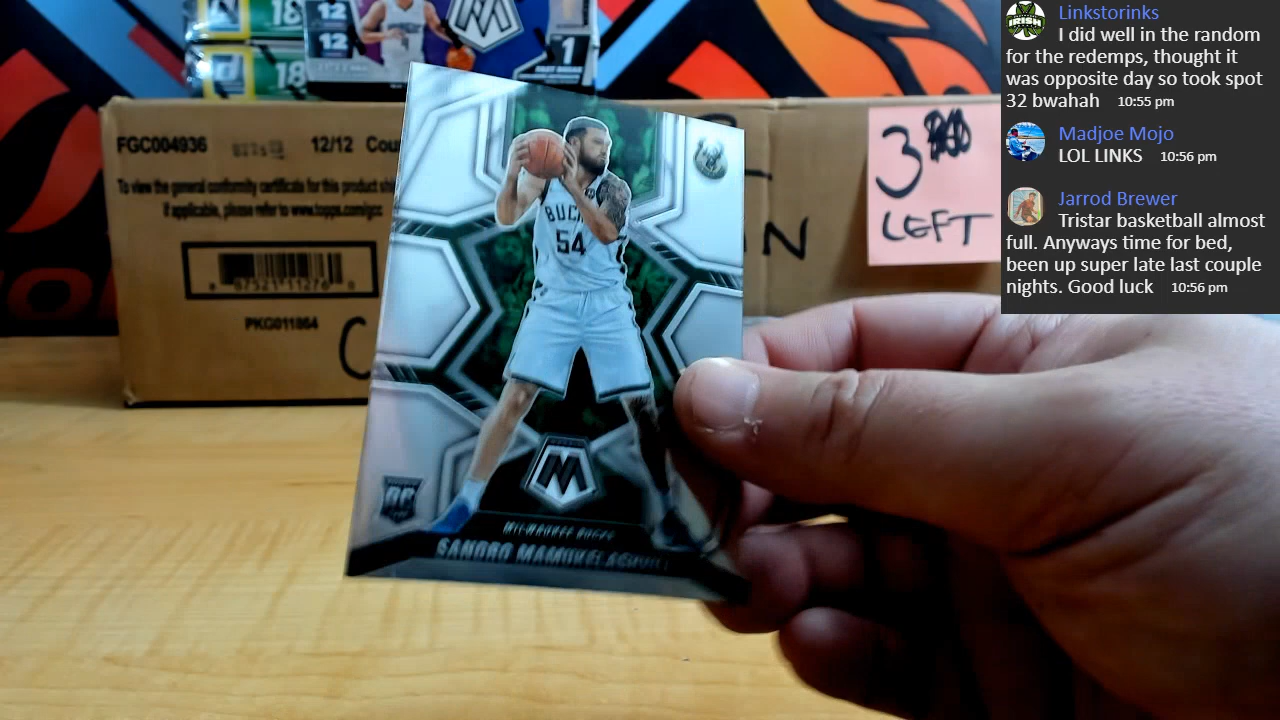 12
12
18
18
1
FGC004936
12/12
To view the general conformity certificate for this product
if applicable, please refer to www.topps.com/gcc
PKG011864
C
N
3
LEFT
BUCKS
54
M
MILWAUKEE BUCKS
SANDRO MAMUKELASHVILI
Linkstorinks
I did well in the random
for the redemps, thought it
was opposite day so took spot
32 bwahah 10:55 pm
Madjoe Mojo
LOL LINKS 10:56 pm
Jarrod Brewer
Tristar basketball almost
full. Anyways time for bed,
been up super late last couple
nights. Good luck 10:56 pm